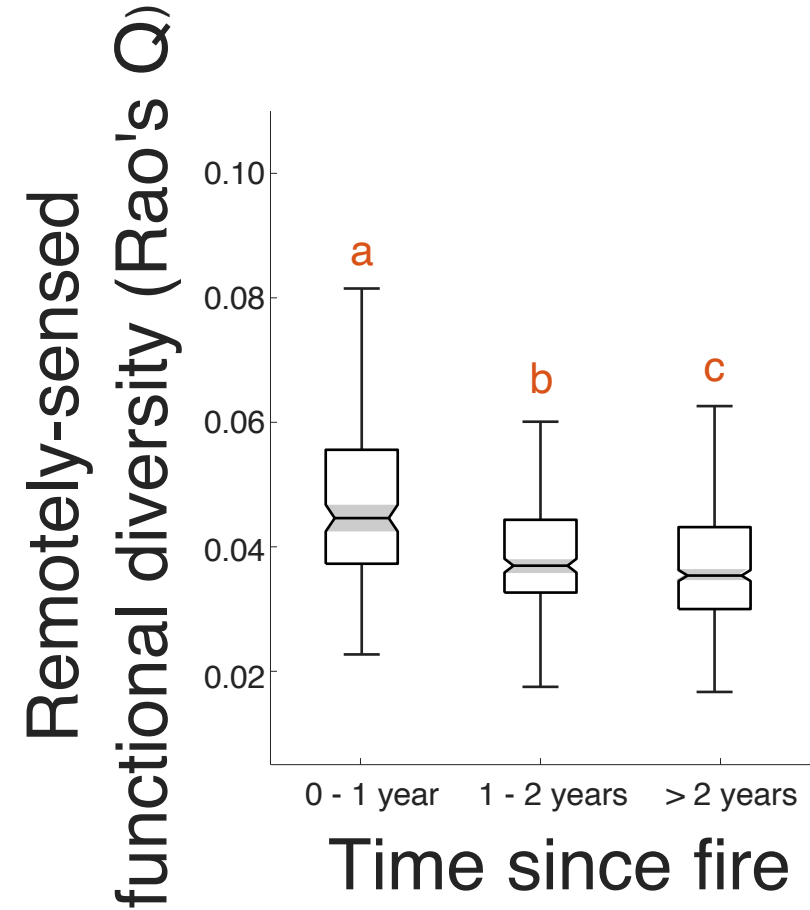 Remotely-sensed
functional diversity (Rao's Q)
0.10
0.08
0.06
0.04
0.02
a
b
c
0 - 1 year
1 - 2 years
> 2 years
Time since fire